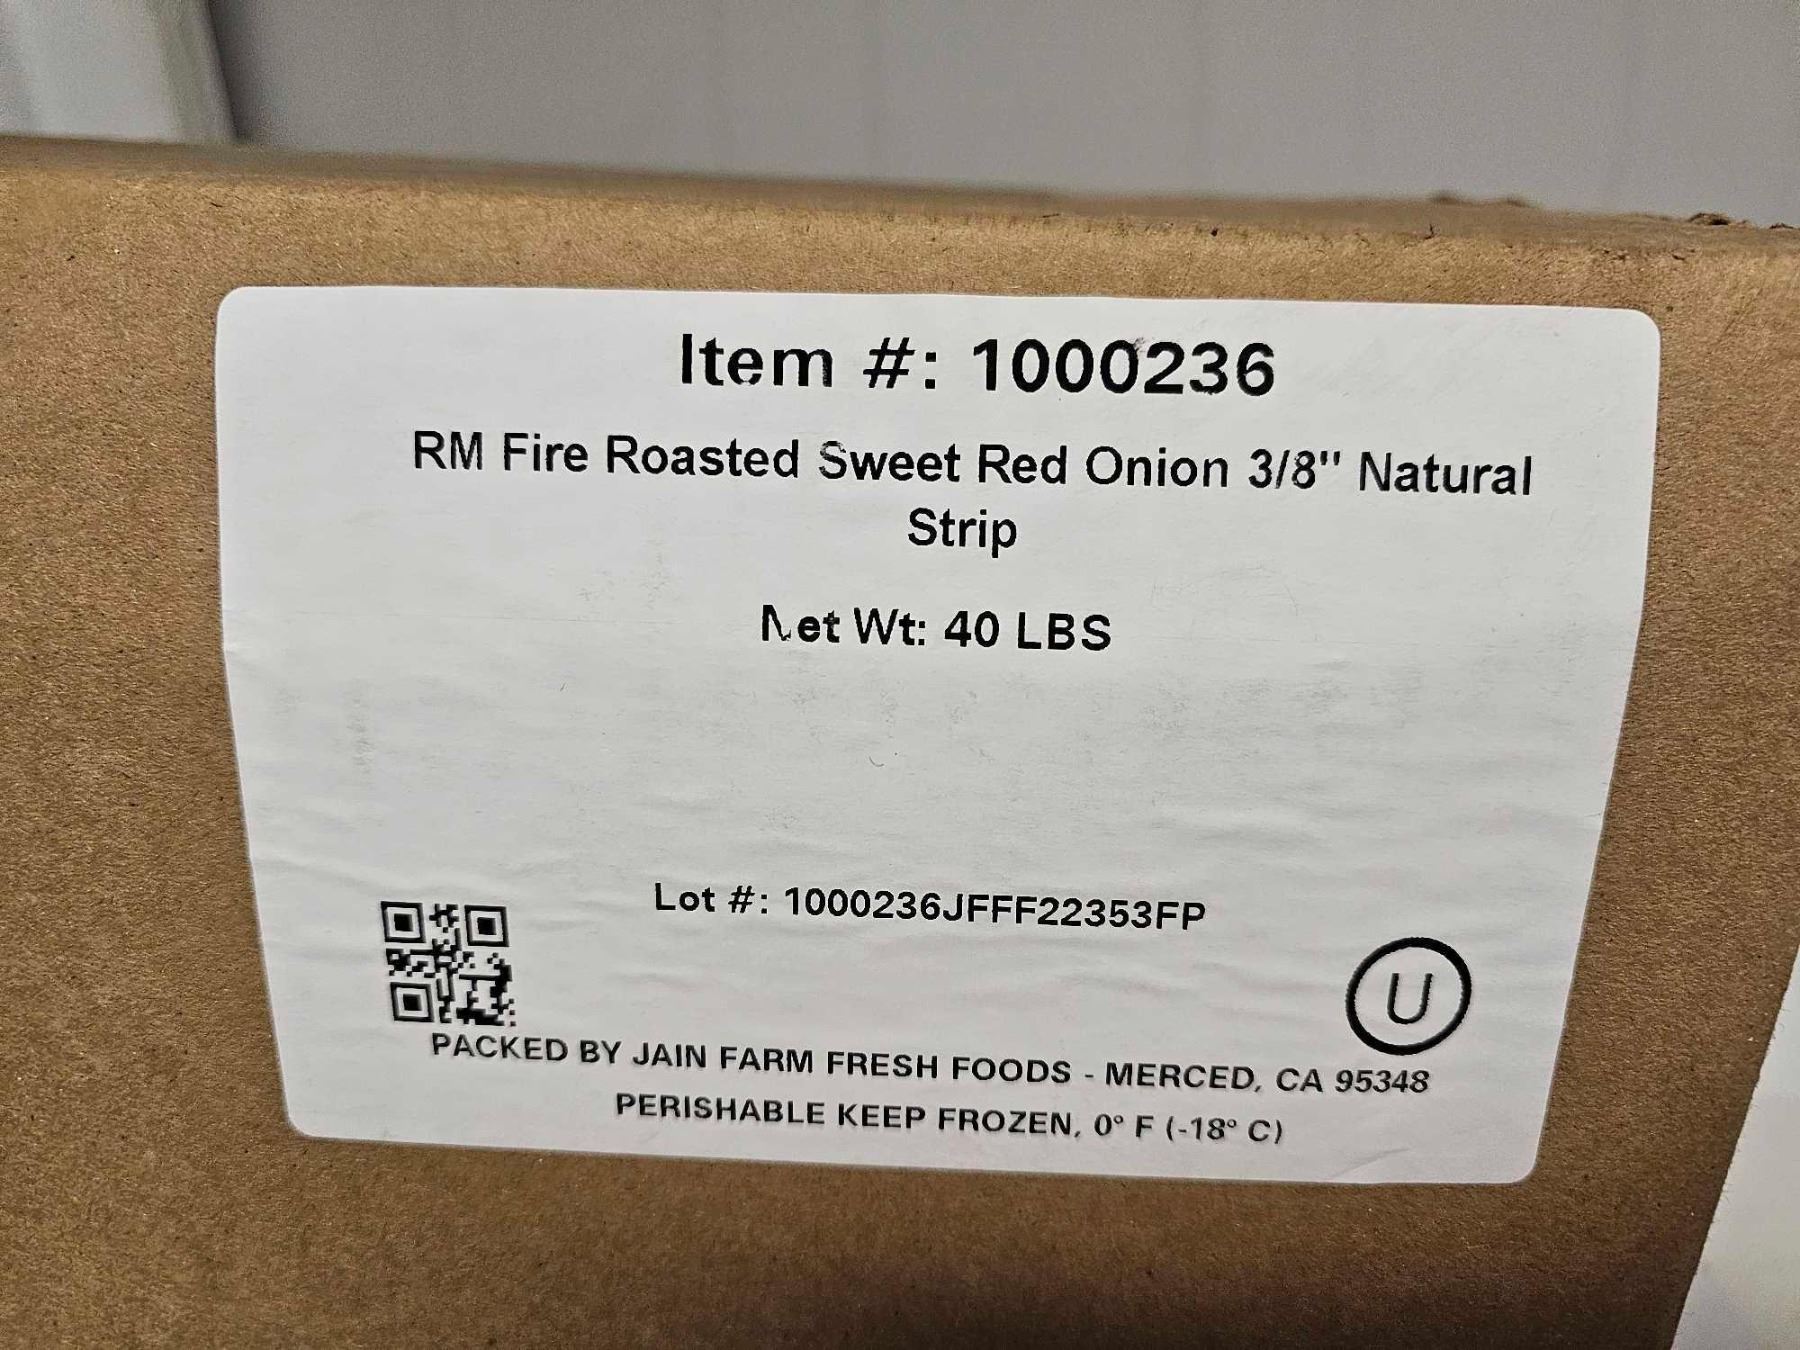 Item #: 1000236
RM Fire Roasted Sweet Red Onion 3/8" Natural
Strip
Net Wt: 40 LBS
Lot #: 1000236JFFF22353FP
U
PACKED BY JAIN FARM FRESH FOODS - MERCED, CA 95348
PERISHABLE KEEP FROZEN, 0° F (-18° C)